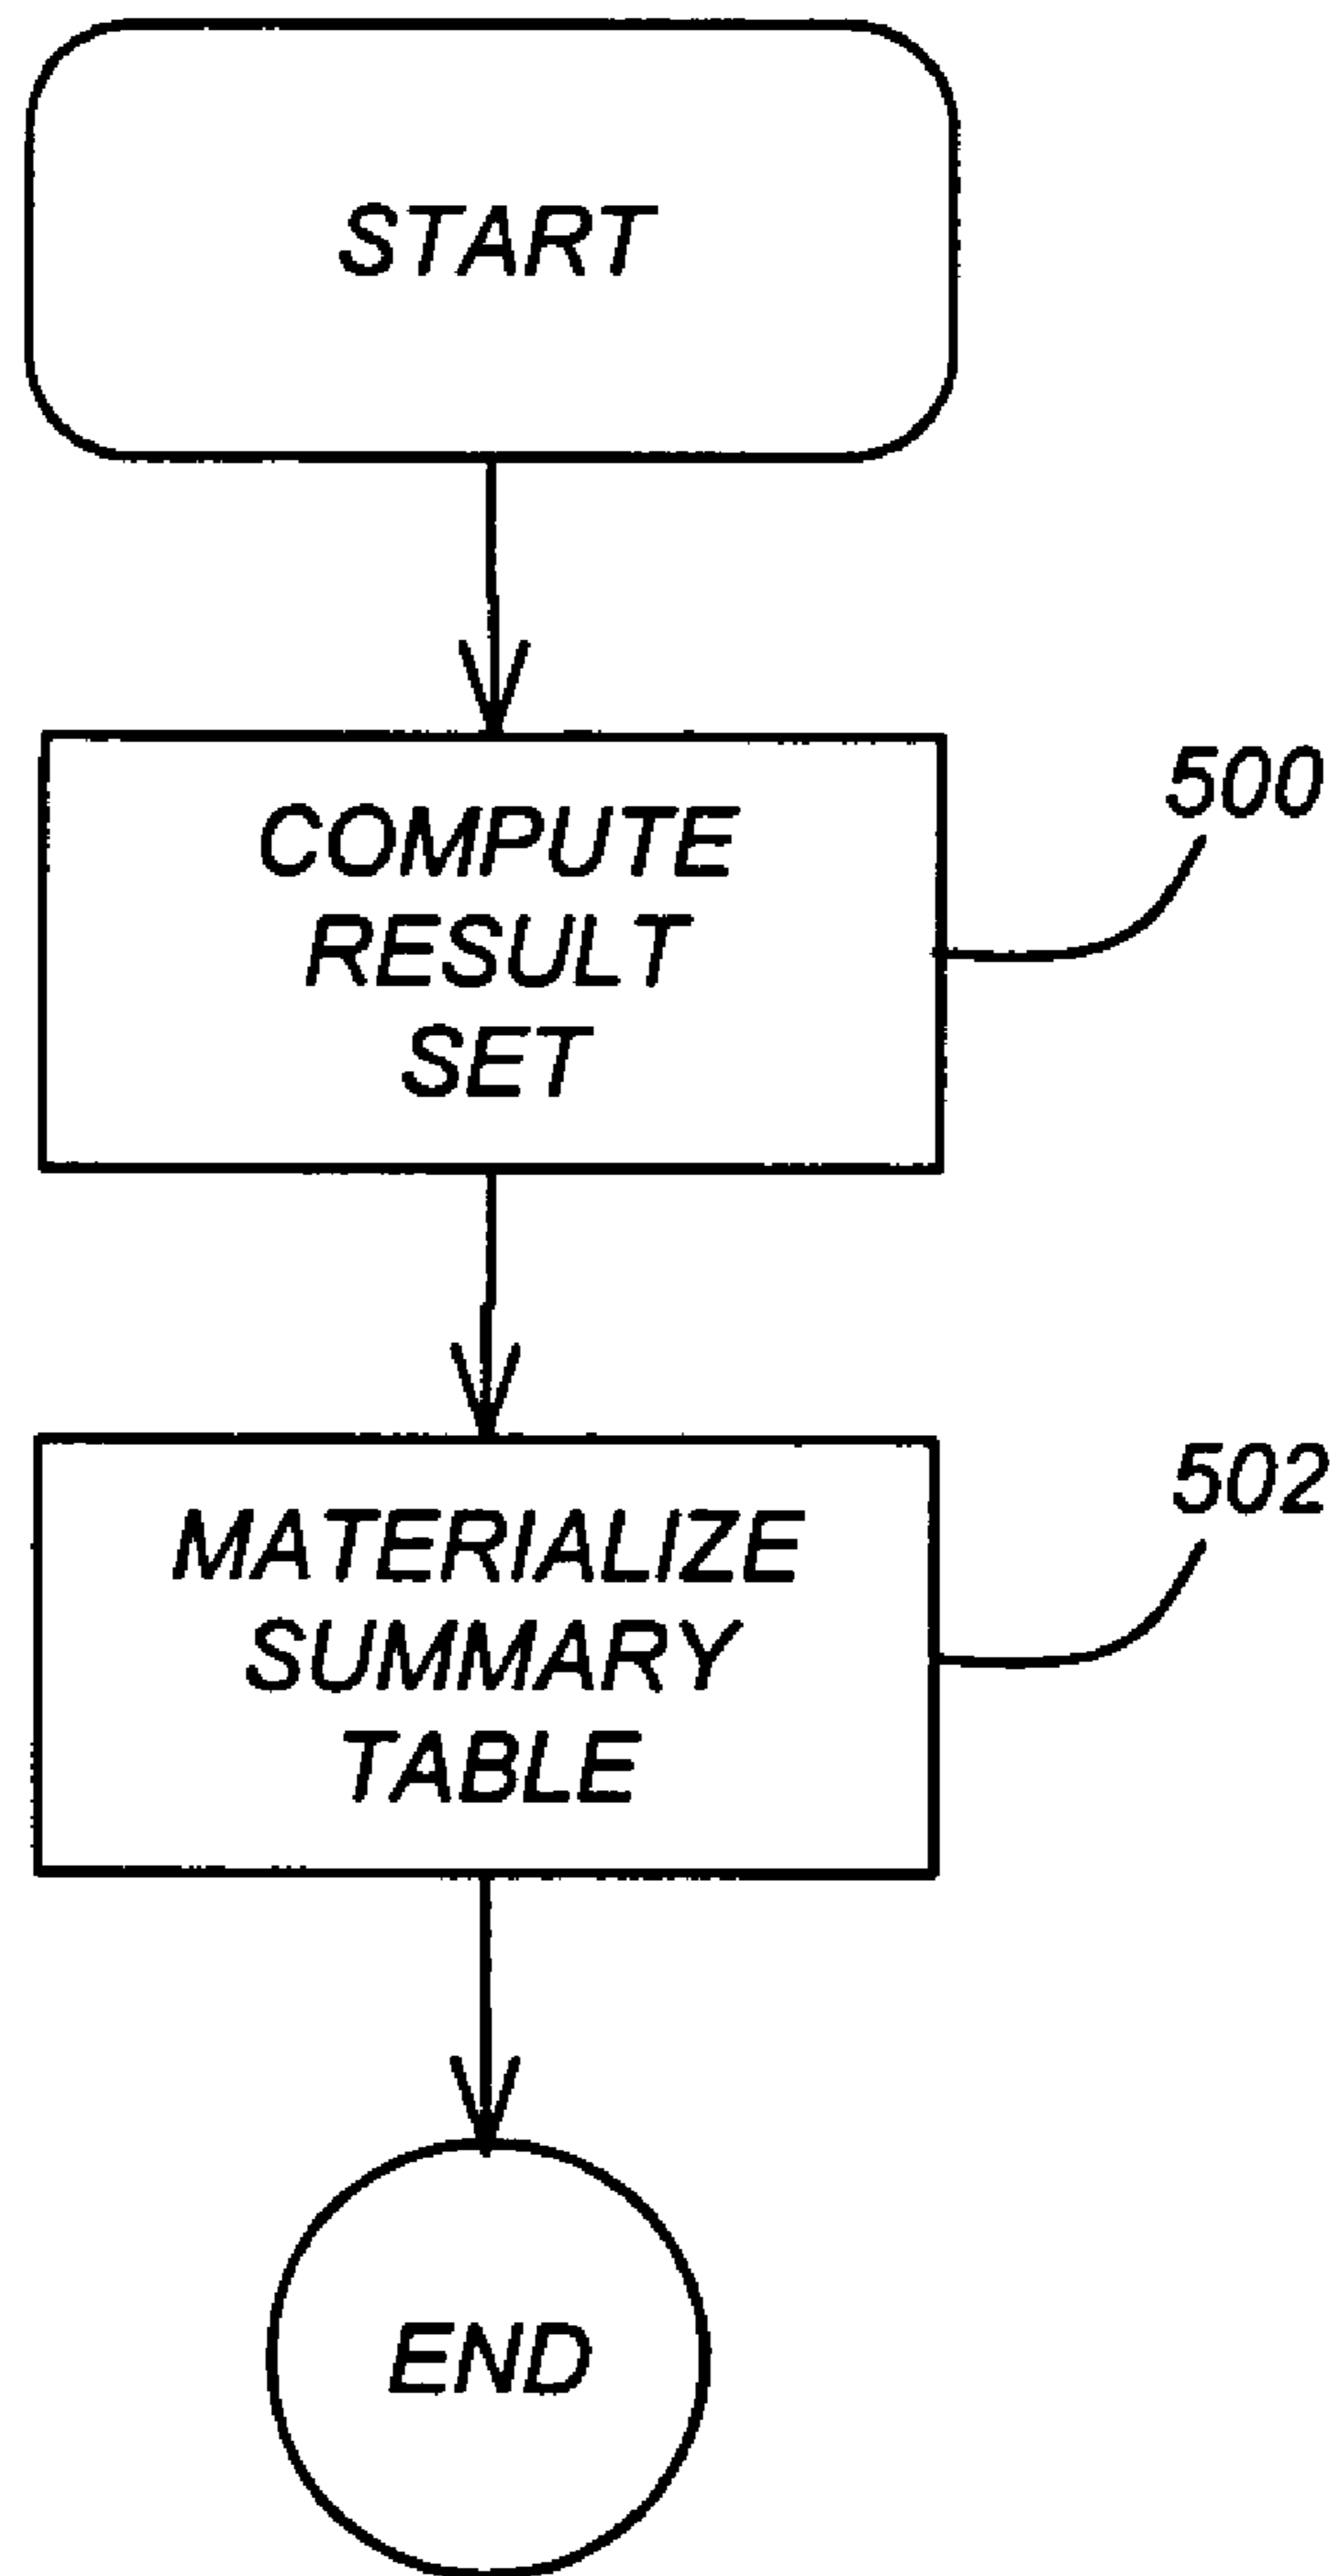 START
COMPUTE
RESULT
SET
500
MATERIALIZE
SUMMARY
TABLE
502
END